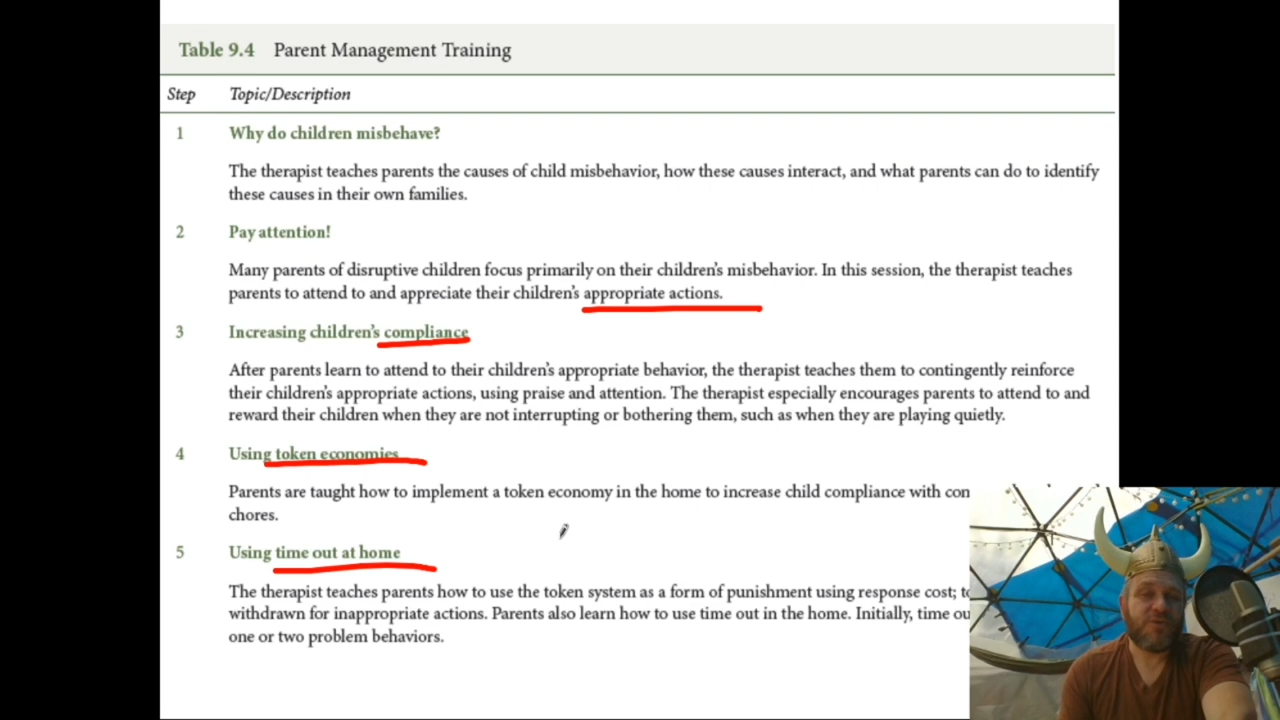 Table 9.4 Parent Management Training
Step Topic/Description
1 Why do children misbehave?
The therapist teaches parents the causes of child misbehavior, how these causes interact, and what parents can do to identify
these causes in their own families.
2 Pay attention!
Many parents of disruptive children focus primarily on their children's misbehavior. In this session, the therapist teaches
parents to attend to and appreciate their children's appropriate actions.
3 Increasing children's compliance
After parents learn to attend to their children's appropriate behavior, the therapist teaches them to contingently reinforce
their children's appropriate actions, using praise and attention. The therapist especially encourages parents to attend to and
reward their children when they are not interrupting or bothering them, such as when they are playing quietly.
4 Using token economies
Parents are taught how to implement a token economy in the home to increase child compliance with
chores.
5 Using time out at home
The therapist teaches parents how to use the token system as a form of punishment using response cost;
withdrawn for inappropriate actions. Parents also learn how to use time out in the home. Initially, time
one or two problem behaviors.